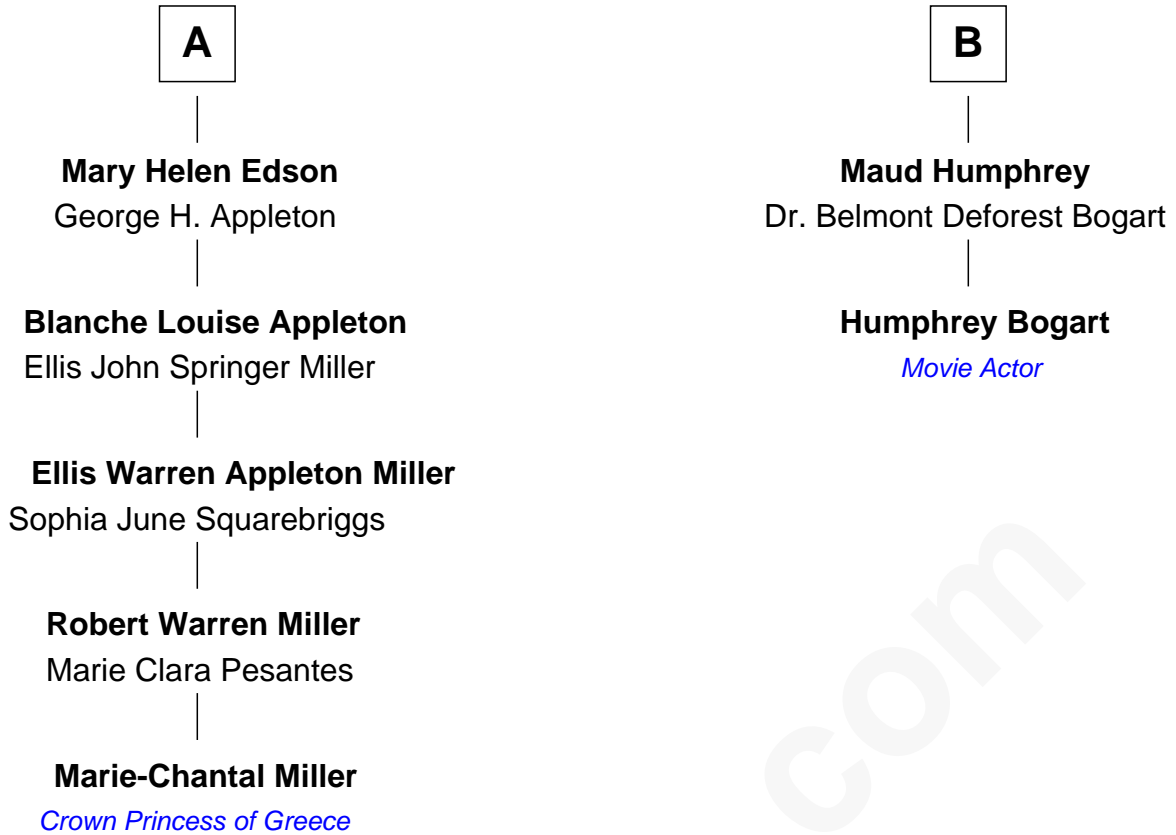 A
Mary Helen Edson
George H. Appleton
Blanche Louise Appleton
Ellis John Springer Miller
Ellis Warren Appleton Miller
Sophia June Squarebriggs
Robert Warren Miller
Marie Clara Pesantes
Marie-Chantal Miller
Crown Princess of Greece
B
Maud Humphrey
Dr. Belmont Deforest Bogart
Humphrey Bogart
Movie Actor
com